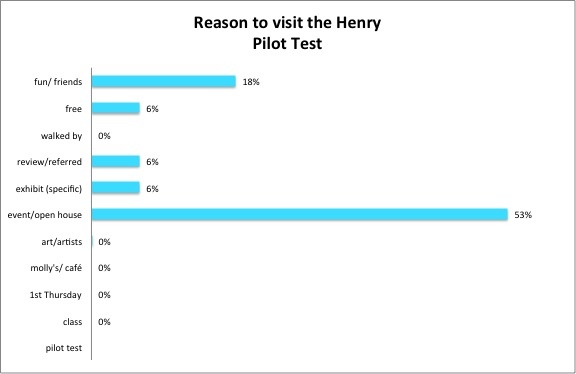 Reason to visit the Henry
Pilot Test
fun/ friends 18%
free 6%
walked by 0%
review/referred 6%
exhibit (specific) 6%
event/open house 53%
art/artists 0%
molly's/ café 0%
1st Thursday 0%
class 0%
pilot test